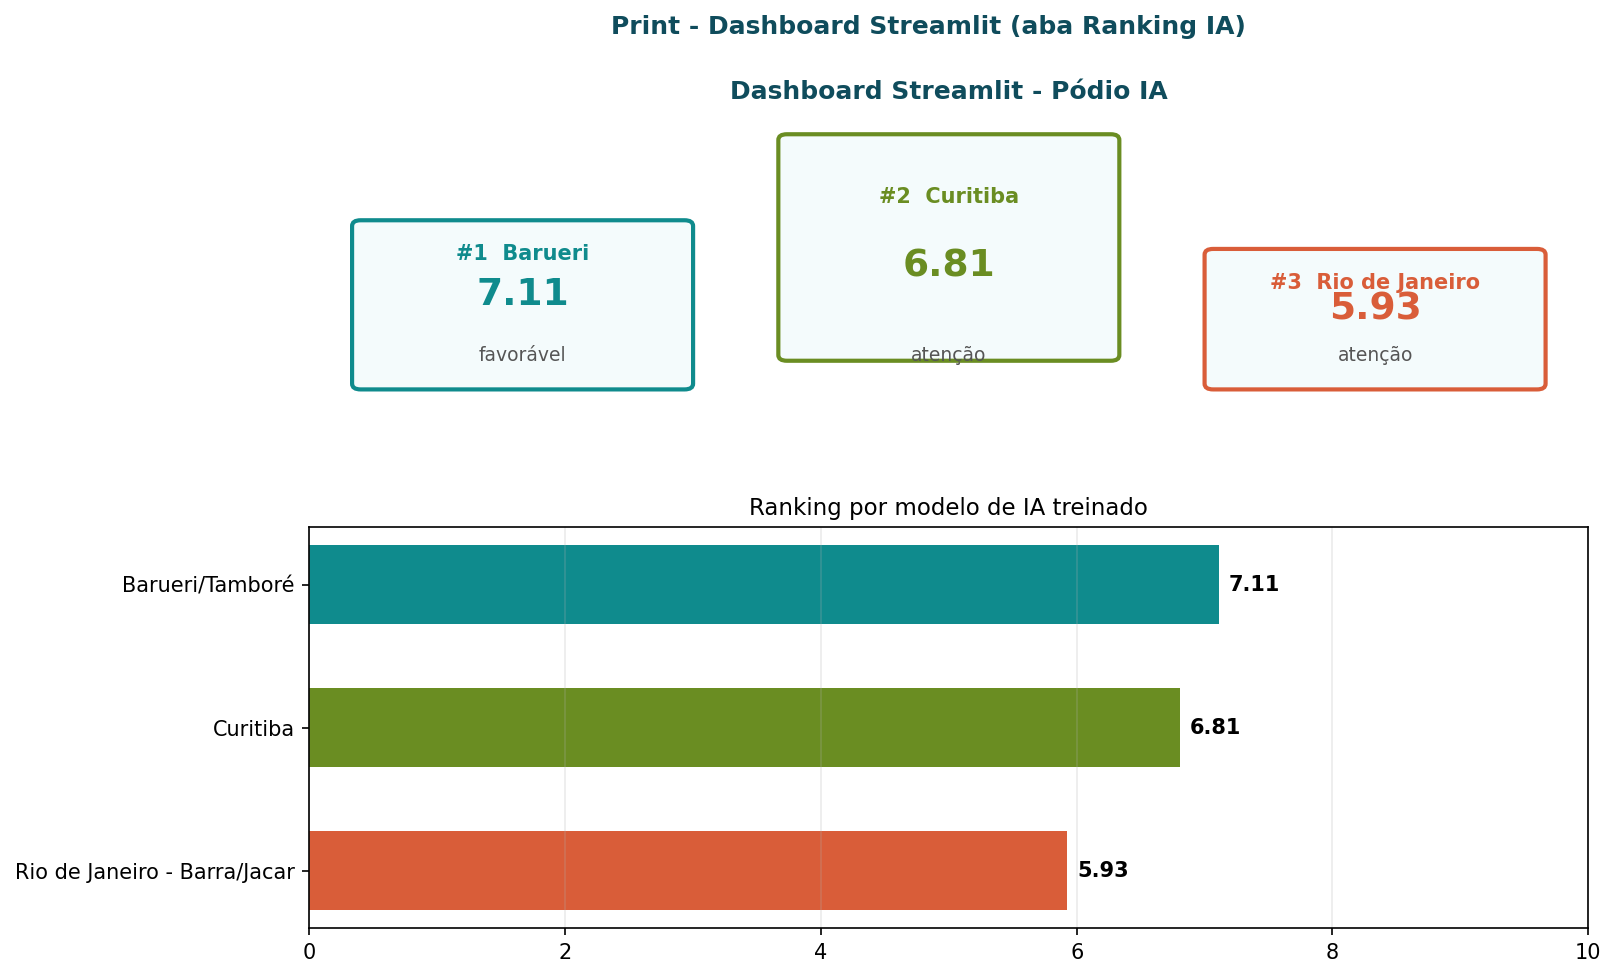 Print - Dashboard Streamlit (aba Ranking IA)
Dashboard Streamlit - Pódio IA
#1  Barueri
7.11
favorável
#2  Curitiba
6.81
atenção
#3  Rio de Janeiro
5.93
atenção
Ranking por modelo de IA treinado
Barueri/Tamboré
7.11
Curitiba
6.81
Rio de Janeiro - Barra/Jacar
5.93
0 2 4 6 8 10